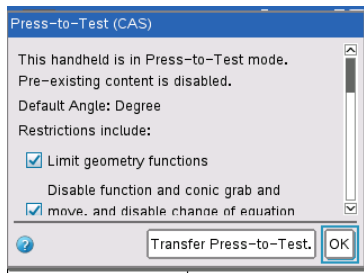 Press-to-Test (CAS)
This handheld is in Press-to-Test mode.
Pre-existing content is disabled.
Default Angle: Degree
Restrictions include:
Limit geometry functions
Disable function and conic grab and
move, and disable change of equation
Transfer Press-to-Test.
OK